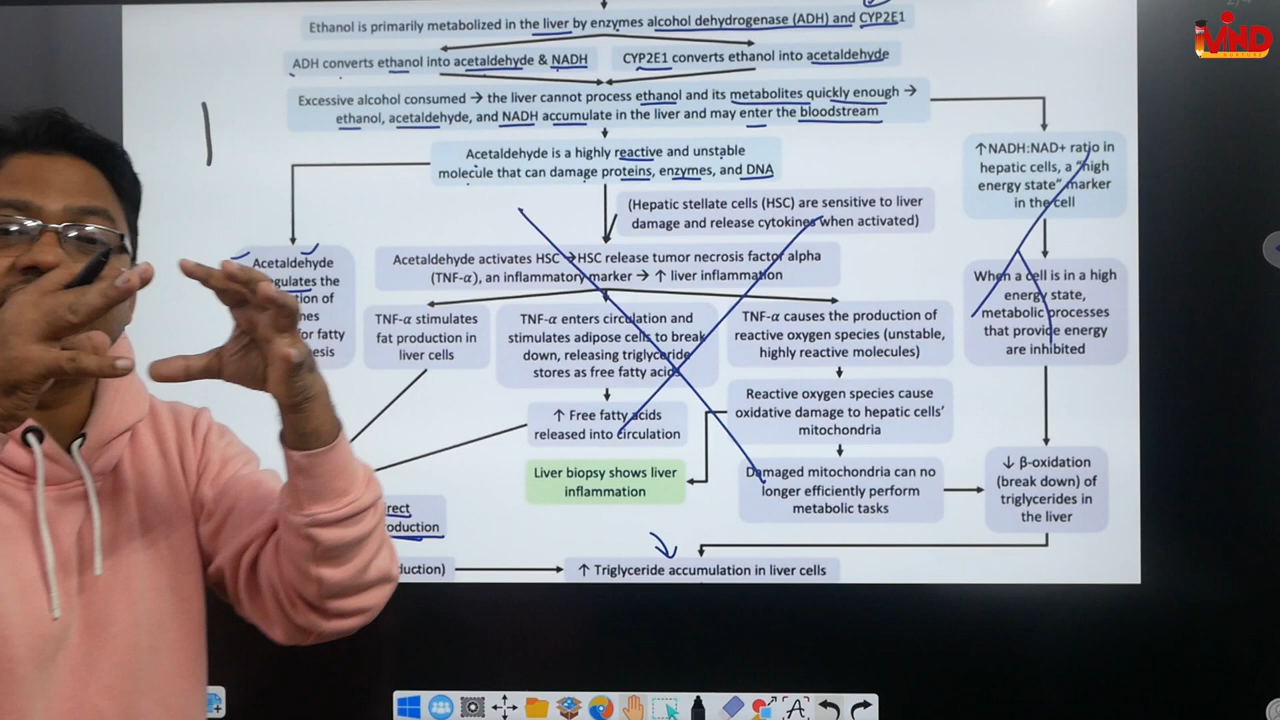 Ethanol is primarily metabolized in the liver by enzymes alcohol dehydrogenase (ADH) and CYP2E1
ADH converts ethanol into acetaldehyde & NADH
CYP2E1 converts ethanol into acetaldehyde
Excessive alcohol consumed → the liver cannot process ethanol and its metabolites quickly enough →
ethanol, acetaldehyde, and NADH accumulate in the liver and may enter the bloodstream
Acetaldehyde is a highly reactive and unstable
molecule that can damage proteins, enzymes, and DNA
↑NADH:NAD+ ratio in
hepatic cells, a "high
energy state" marker
in the cell
(Hepatic stellate cells (HSC) are sensitive to liver
damage and release cytokines when activated)
Acetaldehyde
the
of
for fatty
Acetaldehyde activates HSC → HSC release tumor necrosis factor alpha
(TNF-α), an inflammatory marker → ↑ liver inflammation
When a cell is in a high
energy state,
metabolic processes
that provide energy
are inhibited
TNF-α stimulates
fat production in
liver cells
TNF-α enters circulation and
stimulates adipose cells to break
down, releasing triglyceride
stores as free fatty acids
TNF-α causes the production of
reactive oxygen species (unstable,
highly reactive molecules)
↑ Free fatty acids
released into circulation
Reactive oxygen species cause
oxidative damage to hepatic cells'
mitochondria
Liver biopsy shows liver
inflammation
Damaged mitochondria can no
longer efficiently perform
metabolic tasks
↓ β-oxidation
(break down) of
triglycerides in
the liver
↑ Triglyceride accumulation in liver cells
iMIND